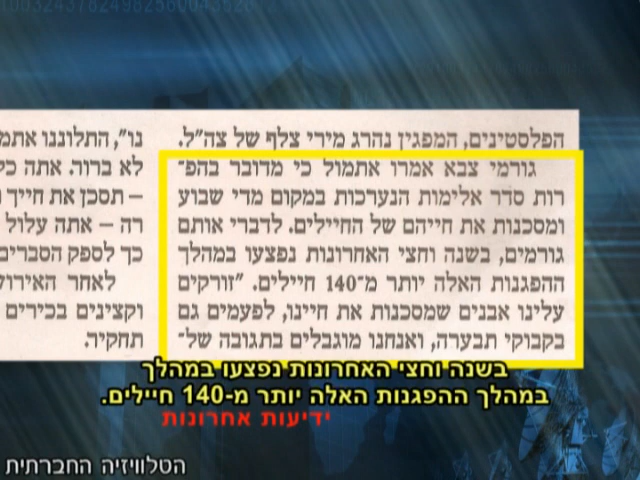 10032437824982560043520
הפלסטינים, המפגין נהרג מירי צלף של צה"ל.
גורמי צבא אמרו אתמול כי מדובר בהפ־
רות סדר אלימות הנערכות במקום מדי שבוע
ומסכנות את חייהם של החיילים. לדברי אותם
גורמים, בשנה וחצי האחרונות נפצעו במהלך
ההפגנות האלה יותר מ־140 חיילים. "זורקים
עלינו אבנים שמסכנות את חיינו, לפעמים גם
בקבוקי תבערה, ואנחנו מוגבלים בתגובה של־
נו", התלוננו אתמ
לא ברור. אתה כל
– תסכן את חייך
רה – אתה עלול
כך לספק הסברים
לאחר האירוע
וקצינים בכירים
תחקיר.
בשנה וחצי האחרונות נפצעו במהלך
במהלך ההפגנות האלה יותר מ-140 חיילים.
ידיעות אחרונות
הטלוויזיה החברתית